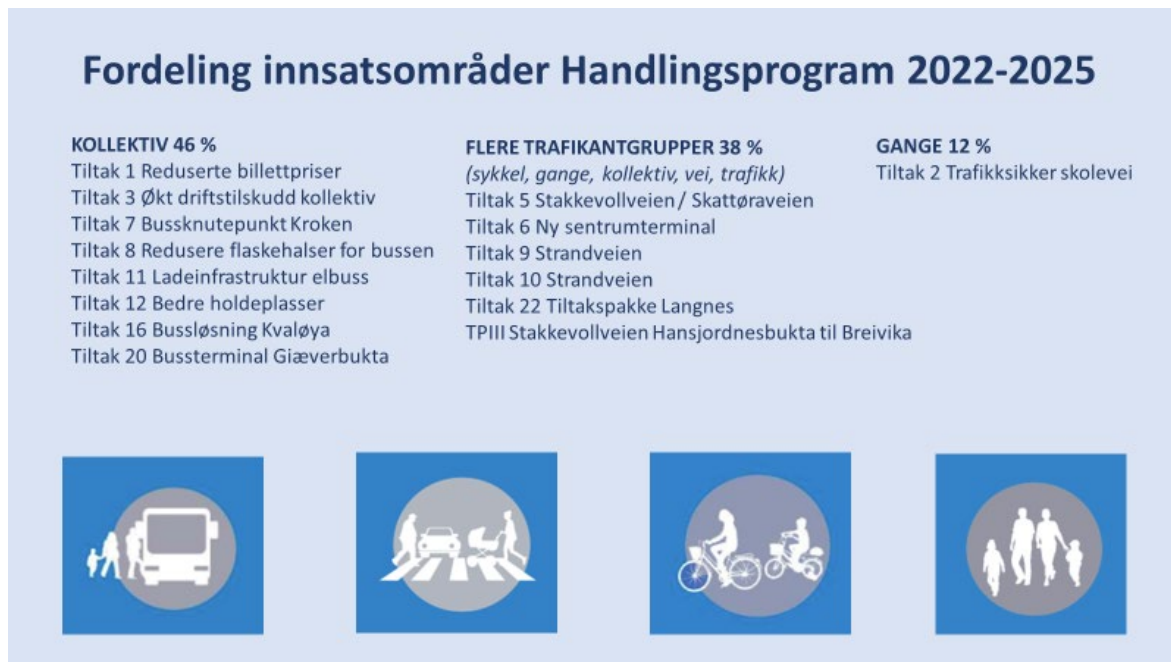 Fordeling innsatsområder Handlingsprogram 2022-2025
KOLLEKTIV 46 %
Tiltak 1 Reduserte billettpriser
Tiltak 3 Økt driftstilskudd kollektiv
Tiltak 7 Bussknutepunkt Kroken
Tiltak 8 Redusere flaskehalser for bussen
Tiltak 11 Ladeinfrastruktur elbuss
Tiltak 12 Bedre holdeplasser
Tiltak 16 Bussløsning Kvaløya
Tiltak 20 Bussterminal Giæverbukta
FLERE TRAFIKANTGRUPPER 38 %
(sykkel, gange, kollektiv, vei, trafikk)
Tiltak 5 Stakkevollveien / Skattøraveien
Tiltak 6 Ny sentrumterminal
Tiltak 9 Strandveien
Tiltak 10 Strandveien
Tiltak 22 Tiltakspakke Langnes
TPIII Stakkevollveien Hansjordnesbukta til Breivika
GANGE 12 %
Tiltak 2 Trafikksikker skolevei